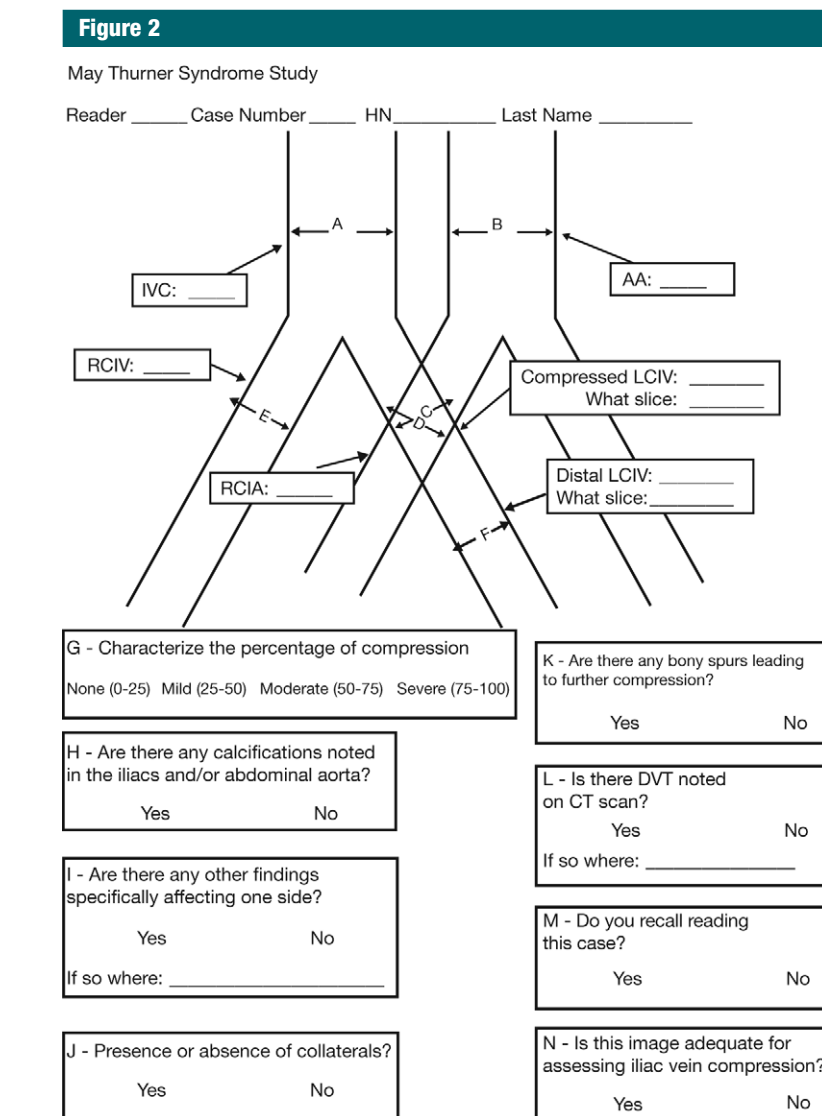 Figure 2
May Thurner Syndrome Study
Reader ______ Case Number _____ HN___________ Last Name __________
A
B
IVC: _____
AA: _____
RCIV: _____
Compressed LCIV: ________
What slice: ________
E
C
D
RCIA: ______
Distal LCIV: ________
What slice:_________
F
G - Characterize the percentage of compression
None (0-25) Mild (25-50) Moderate (50-75) Severe (75-100)
H - Are there any calcifications noted
in the iliacs and/or abdominal aorta?
Yes No
I - Are there any other findings
specifically affecting one side?
Yes No
If so where: _______________________
J - Presence or absence of collaterals?
Yes No
K - Are there any bony spurs leading
to further compression?
Yes No
L - Is there DVT noted
on CT scan?
Yes No
If so where: ________________
M - Do you recall reading
this case?
Yes No
N - Is this image adequate for
assessing iliac vein compression?
Yes No